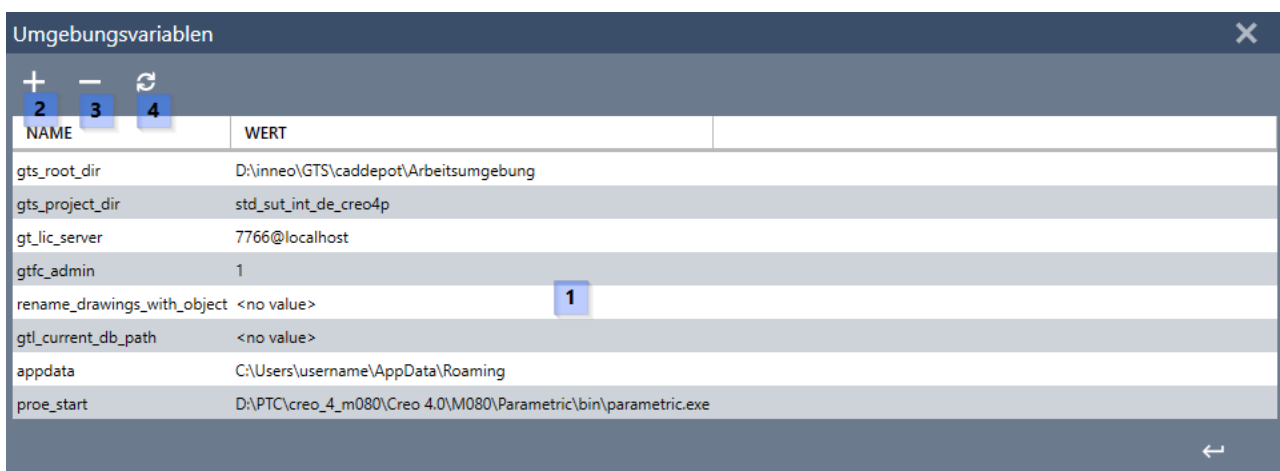 Umgebungsvariablen
2 3 4
NAME WERT
gts_root_dir D:\inneo\GTS\caddepot\Arbeitsumgebung
gts_project_dir std_sut_int_de_creo4p
gt_lic_server 7766@localhost
gtfc_admin 1
rename_drawings_with_object <no value> 1
gtl_current_db_path <no value>
appdata C:\Users\username\AppData\Roaming
proe_start D:\PTC\creo_4_m080\Creo 4.0\M080\Parametric\bin\parametric.exe